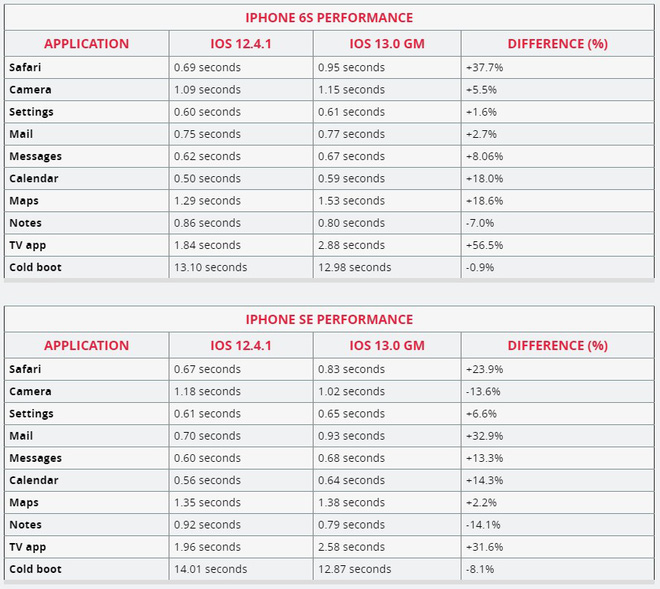 IPHONE 6S PERFORMANCE
APPLICATION IOS 12.4.1 IOS 13.0 GM DIFFERENCE (%)
Safari 0.69 seconds 0.95 seconds +37.7%
Camera 1.09 seconds 1.15 seconds +5.5%
Settings 0.60 seconds 0.61 seconds +1.6%
Mail 0.75 seconds 0.77 seconds +2.7%
Messages 0.62 seconds 0.67 seconds +8.06%
Calendar 0.50 seconds 0.59 seconds +18.0%
Maps 1.29 seconds 1.53 seconds +18.6%
Notes 0.86 seconds 0.80 seconds -7.0%
TV app 1.84 seconds 2.88 seconds +56.5%
Cold boot 13.10 seconds 12.98 seconds -0.9%
IPHONE SE PERFORMANCE
APPLICATION IOS 12.4.1 IOS 13.0 GM DIFFERENCE (%)
Safari 0.67 seconds 0.83 seconds +23.9%
Camera 1.18 seconds 1.02 seconds -13.6%
Settings 0.61 seconds 0.65 seconds +6.6%
Mail 0.70 seconds 0.93 seconds +32.9%
Messages 0.60 seconds 0.68 seconds +13.3%
Calendar 0.56 seconds 0.64 seconds +14.3%
Maps 1.35 seconds 1.38 seconds +2.2%
Notes 0.92 seconds 0.79 seconds -14.1%
TV app 1.96 seconds 2.58 seconds +31.6%
Cold boot 14.01 seconds 12.87 seconds -8.1%